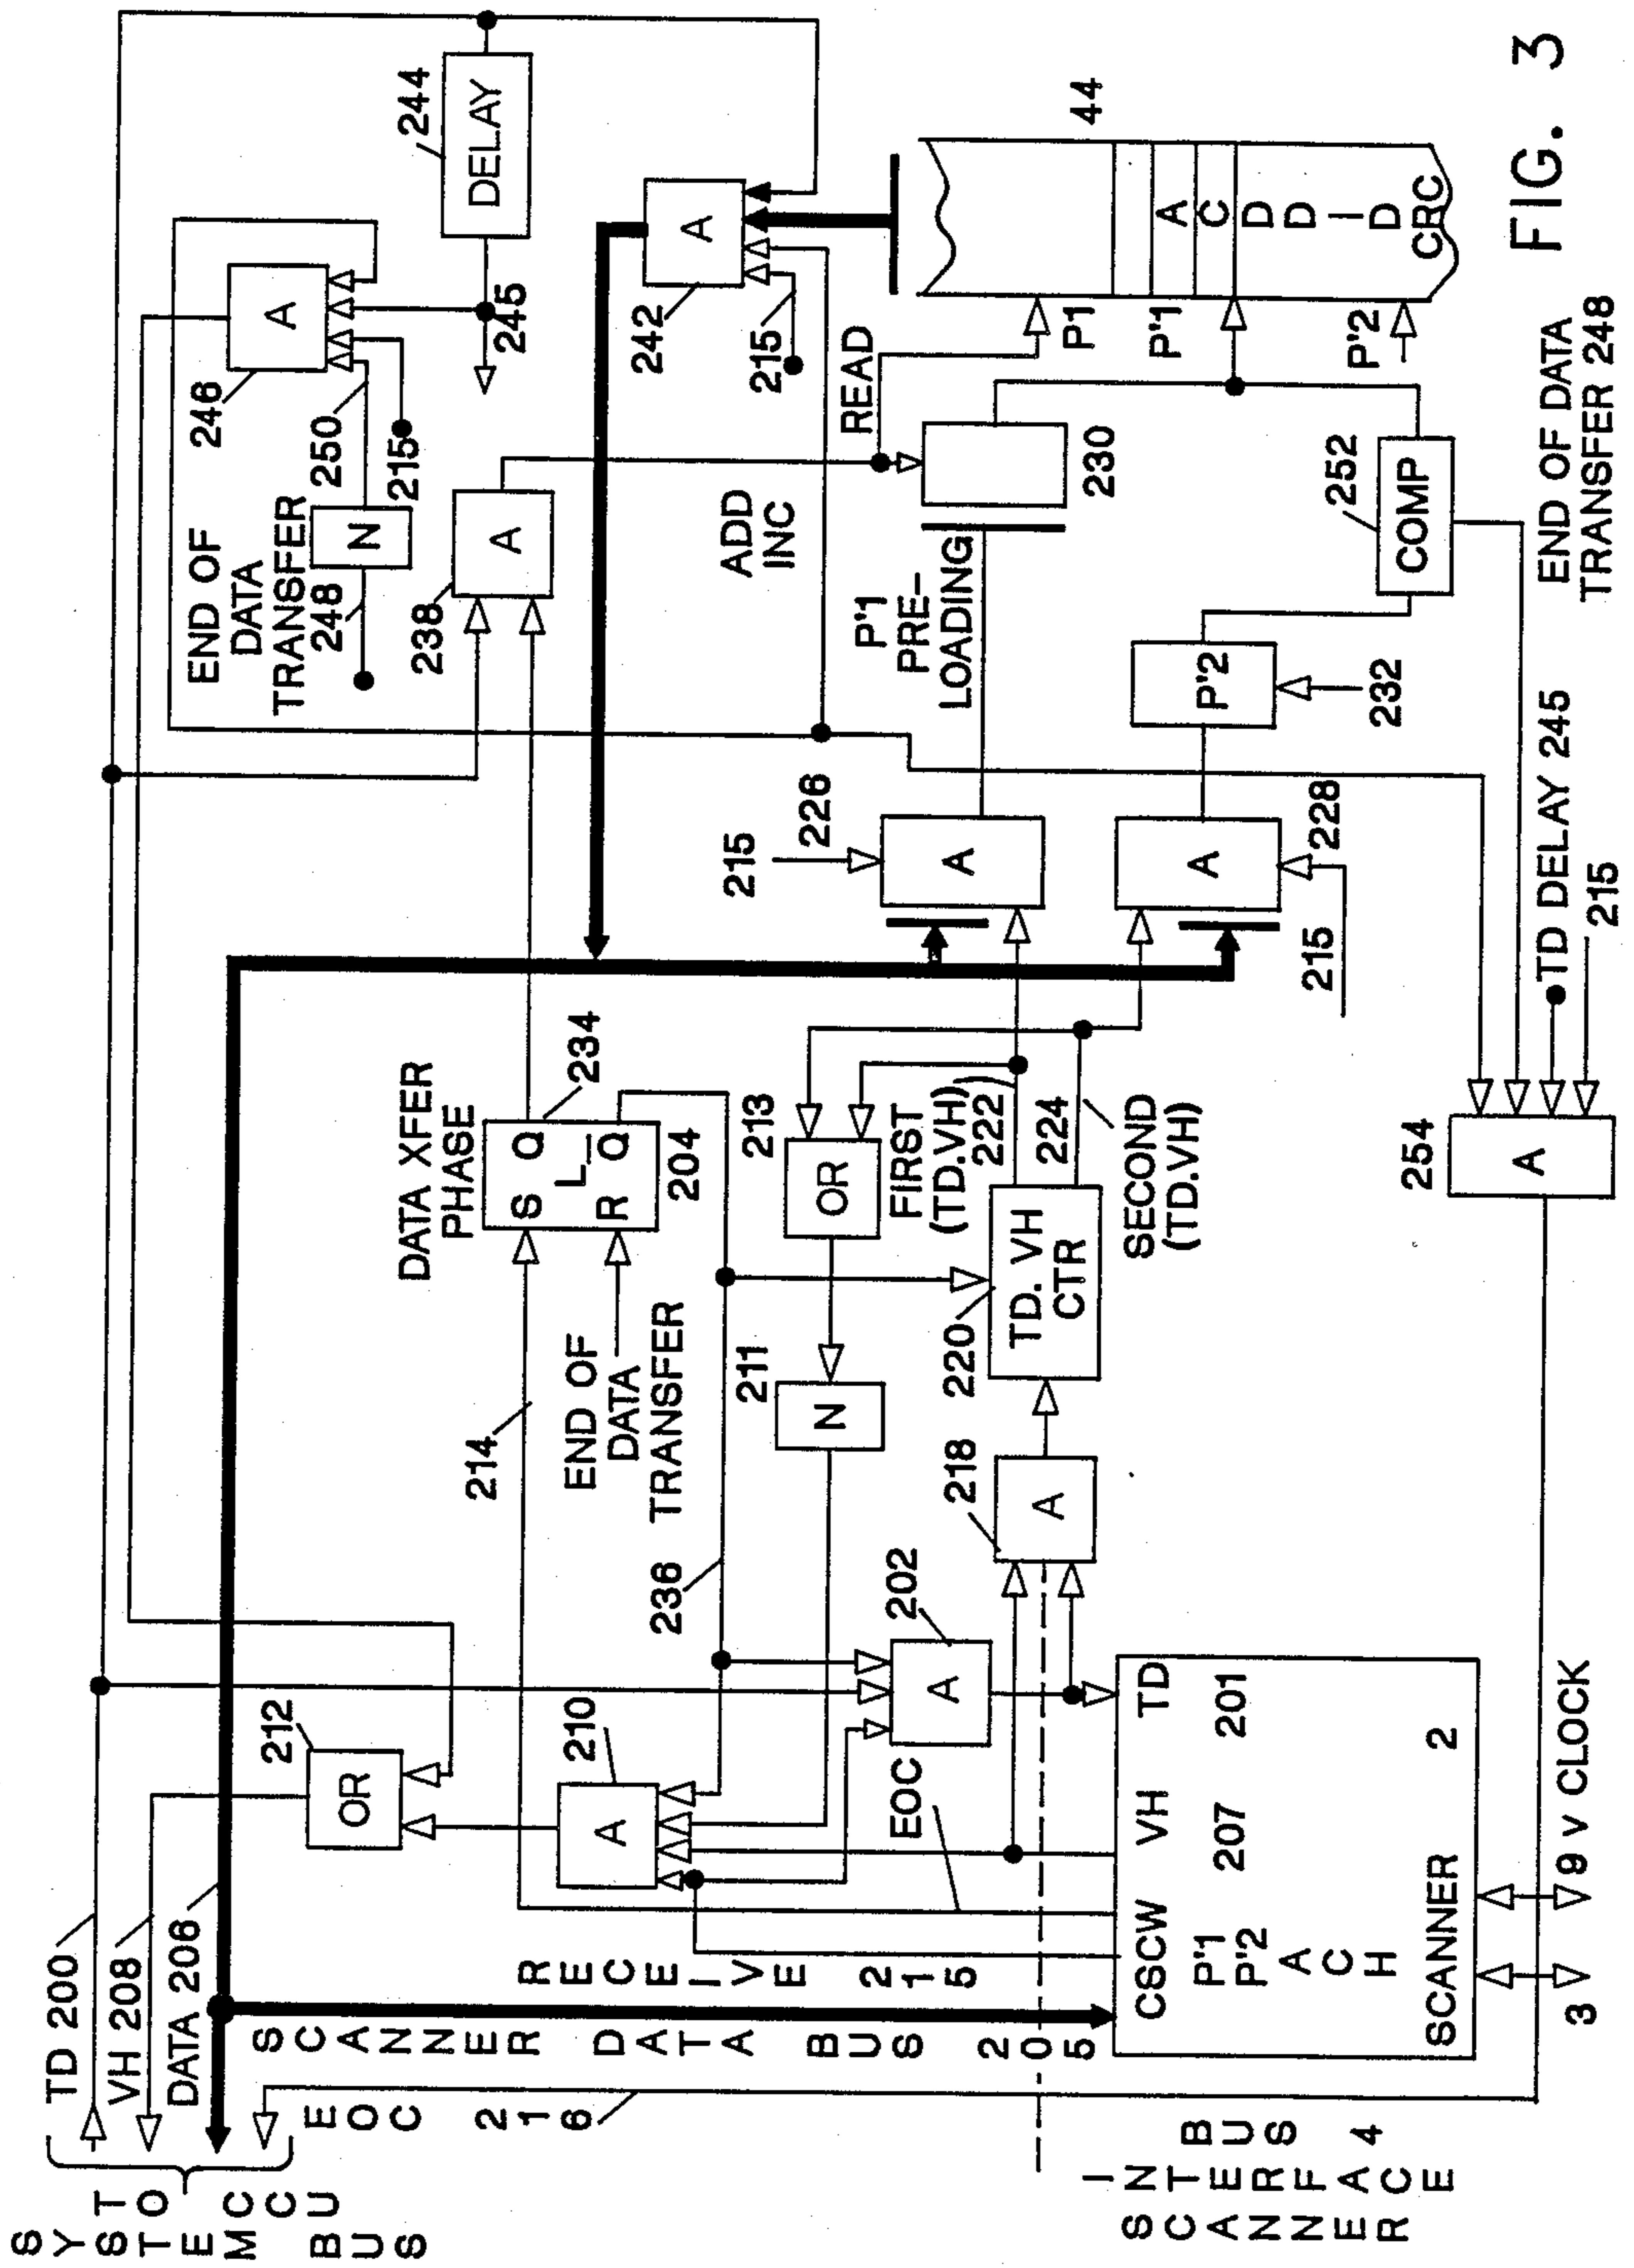 SYSTEM BUS
TO CCU
TD 200
VH 208
DATA 206
EOC 216
SCANNER DATA BUS 205
RECEIVE 215
SCANNER
INTERFACE
BUS 4
212
OR
210
A
EOC
202
A
CSCW
VH
TD
P'1
P'2
A
C
H
207
201
SCANNER
2
3
9 v CLOCK
214
236
END OF
DATA
TRANSFER
DATA XFER
PHASE
S Q
L
R Q
234
204
211
N
213
OR
218
A
220
TD. VH
CTR
FIRST
(TD.VH)
222
224
SECOND
(TD.VH)
254
A
215
226
A
A
228
215
P'1
PRE-
LOADING
P'2
232
TD DELAY 245
215
END OF
DATA
TRANSFER
248
N
250
215
246
A
238
A
ADD
INC
READ
230
252
COMP
END OF DATA
TRANSFER 248
244
DELAY
245
242
A
215
P1
P'1
P'2
44
A
C
D
D
I
D
CRC
FIG. 3